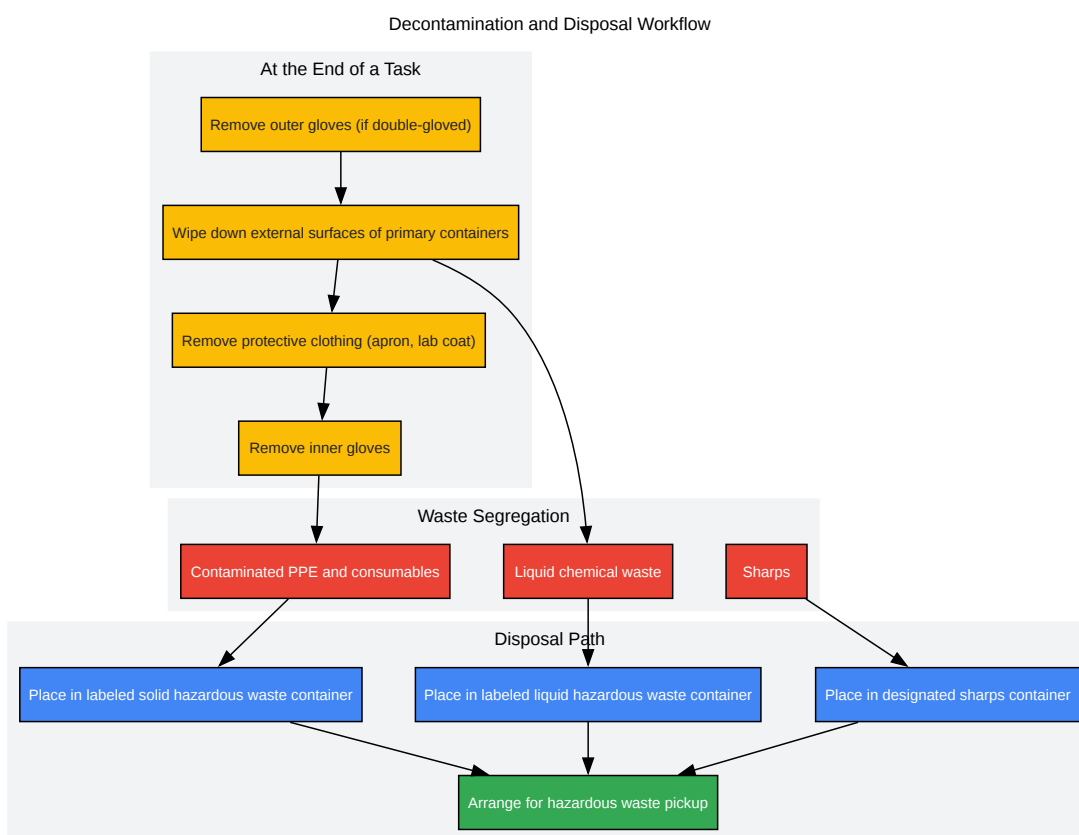 Decontamination and Disposal Workflow
At the End of a Task
Remove outer gloves (if double-gloved)
Wipe down external surfaces of primary containers
Remove protective clothing (apron, lab coat)
Remove inner gloves
Waste Segregation
Contaminated PPE and consumables
Liquid chemical waste
Sharps
Disposal Path
Place in labeled solid hazardous waste container
Place in labeled liquid hazardous waste container
Place in designated sharps container
Arrange for hazardous waste pickup